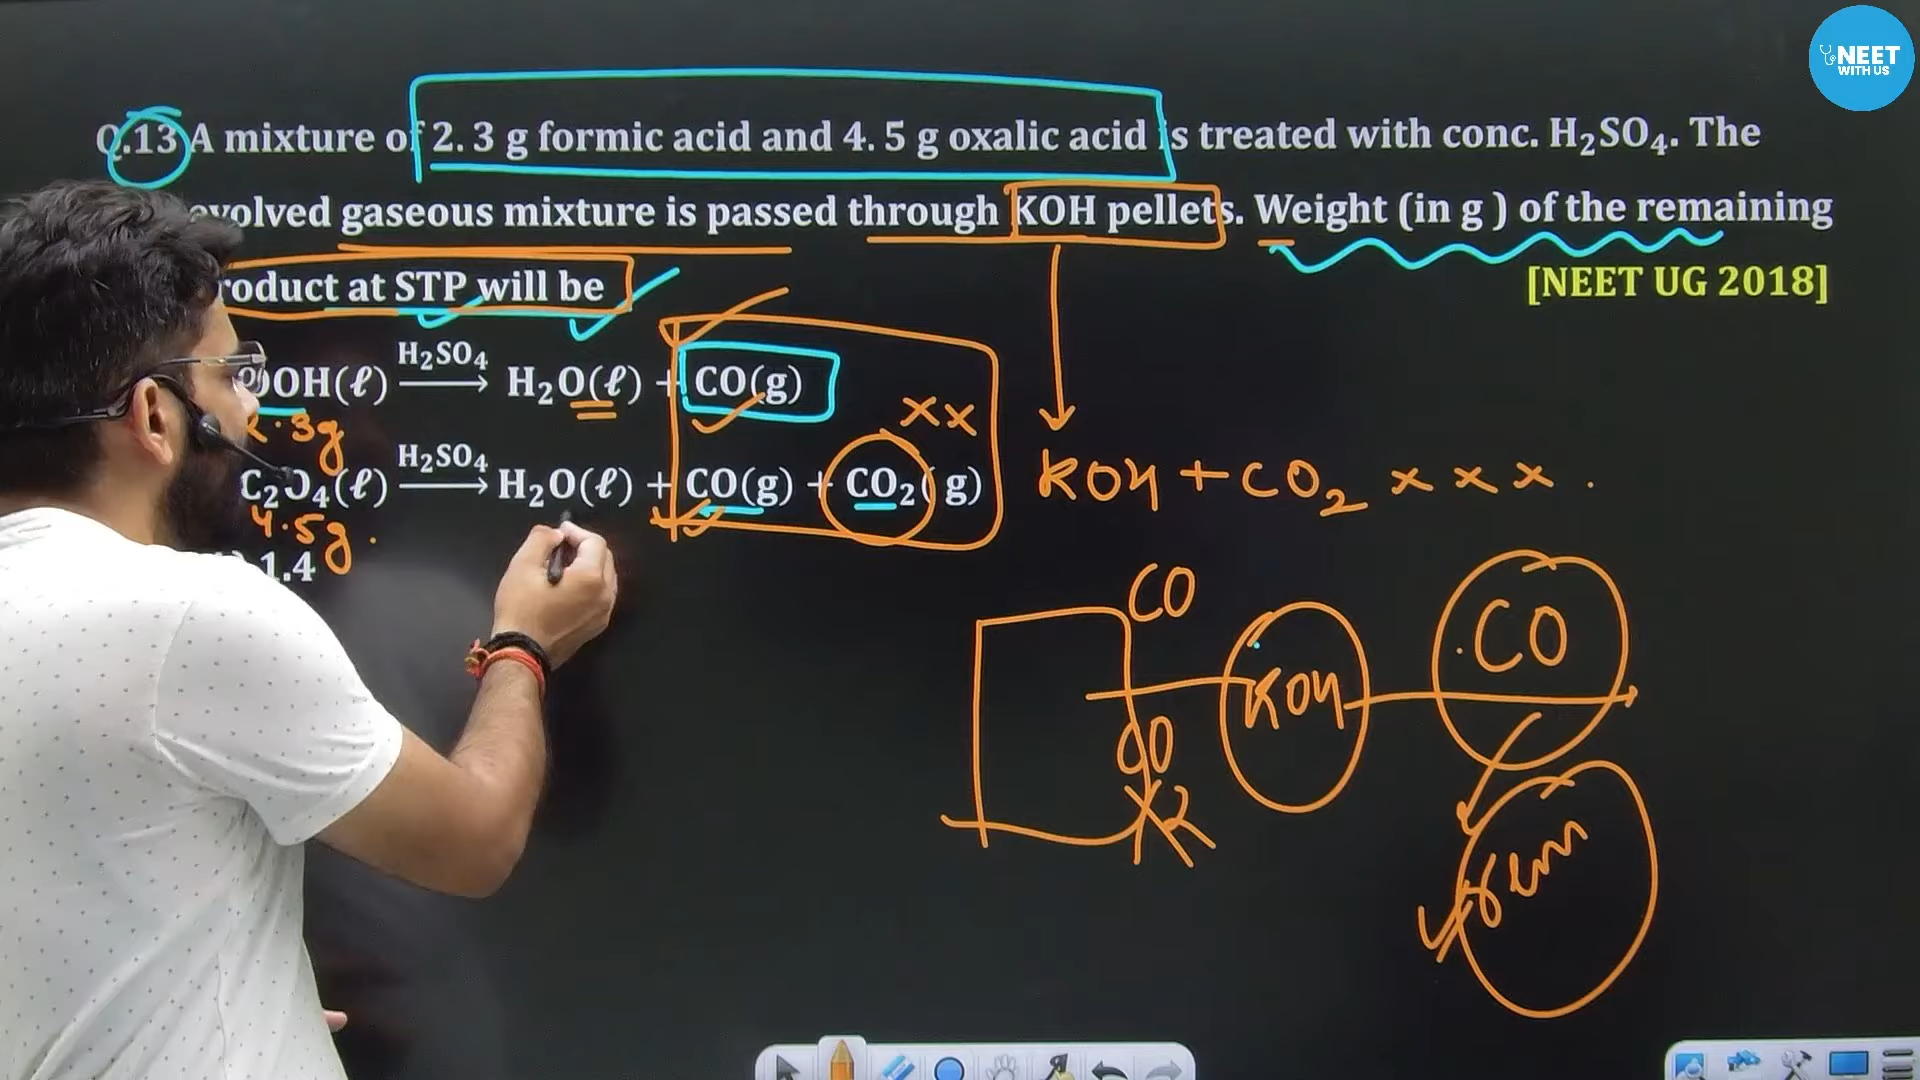 NEET
WITH US
Q.13 A mixture of 2.3 g formic acid and 4.5 g oxalic acid is treated with conc. H₂SO₄. The
evolved gaseous mixture is passed through KOH pellets. Weight (in g ) of the remaining
roduct at STP will be
[NEET UG 2018]
OOH(ℓ) H₂SO₄ ⟶ H₂O(ℓ) + CO(g)
2.3g
xx
C₂O₄(ℓ) H₂SO₄ ⟶ H₂O(ℓ) + CO(g) + CO₂(g)
4.5g.
KOH + CO₂ x x x .
1.4
CO
CO
KOH
CO